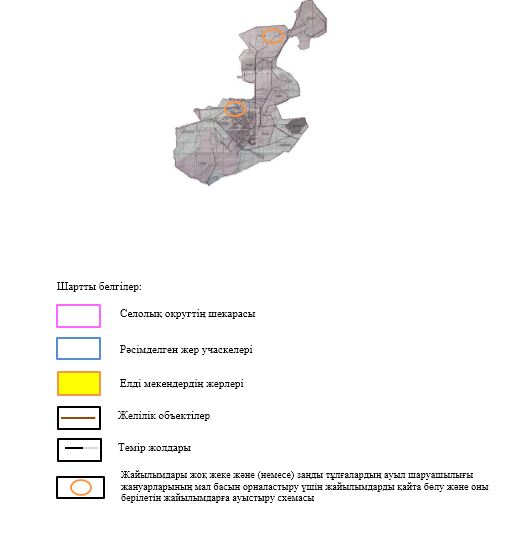 Шартты белгілер:
Селолық округтің шекарасы
Рәсімделген жер учаскелері
Елді мекендердің жерлері
Желілік объектілер
Темір жолдары
Жайылымдары жоқ жеке және (немесе) заңды тұлғалардың ауыл шаруашылығы
жануарларының мал басын орналастыру үшін жайылымдарды қайта бөлу және оны
берілетін жайылымдарға ауыстыру схемасы